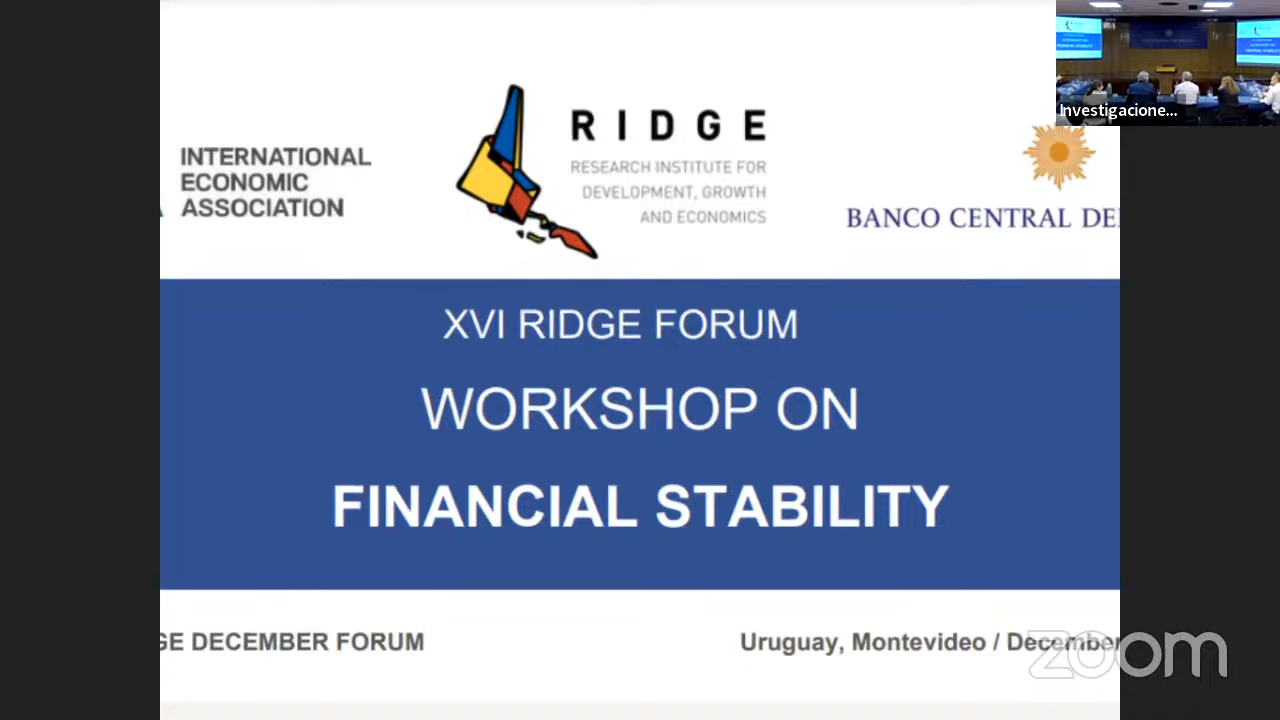 Investigacione...
INTERNATIONAL
ECONOMIC
ASSOCIATION
RIDGE
RESEARCH INSTITUTE FOR
DEVELOPMENT, GROWTH
AND ECONOMICS
BANCO CENTRAL DE
XVI RIDGE FORUM
WORKSHOP ON
FINANCIAL STABILITY
GE DECEMBER FORUM
Uruguay, Montevideo / December
zoom